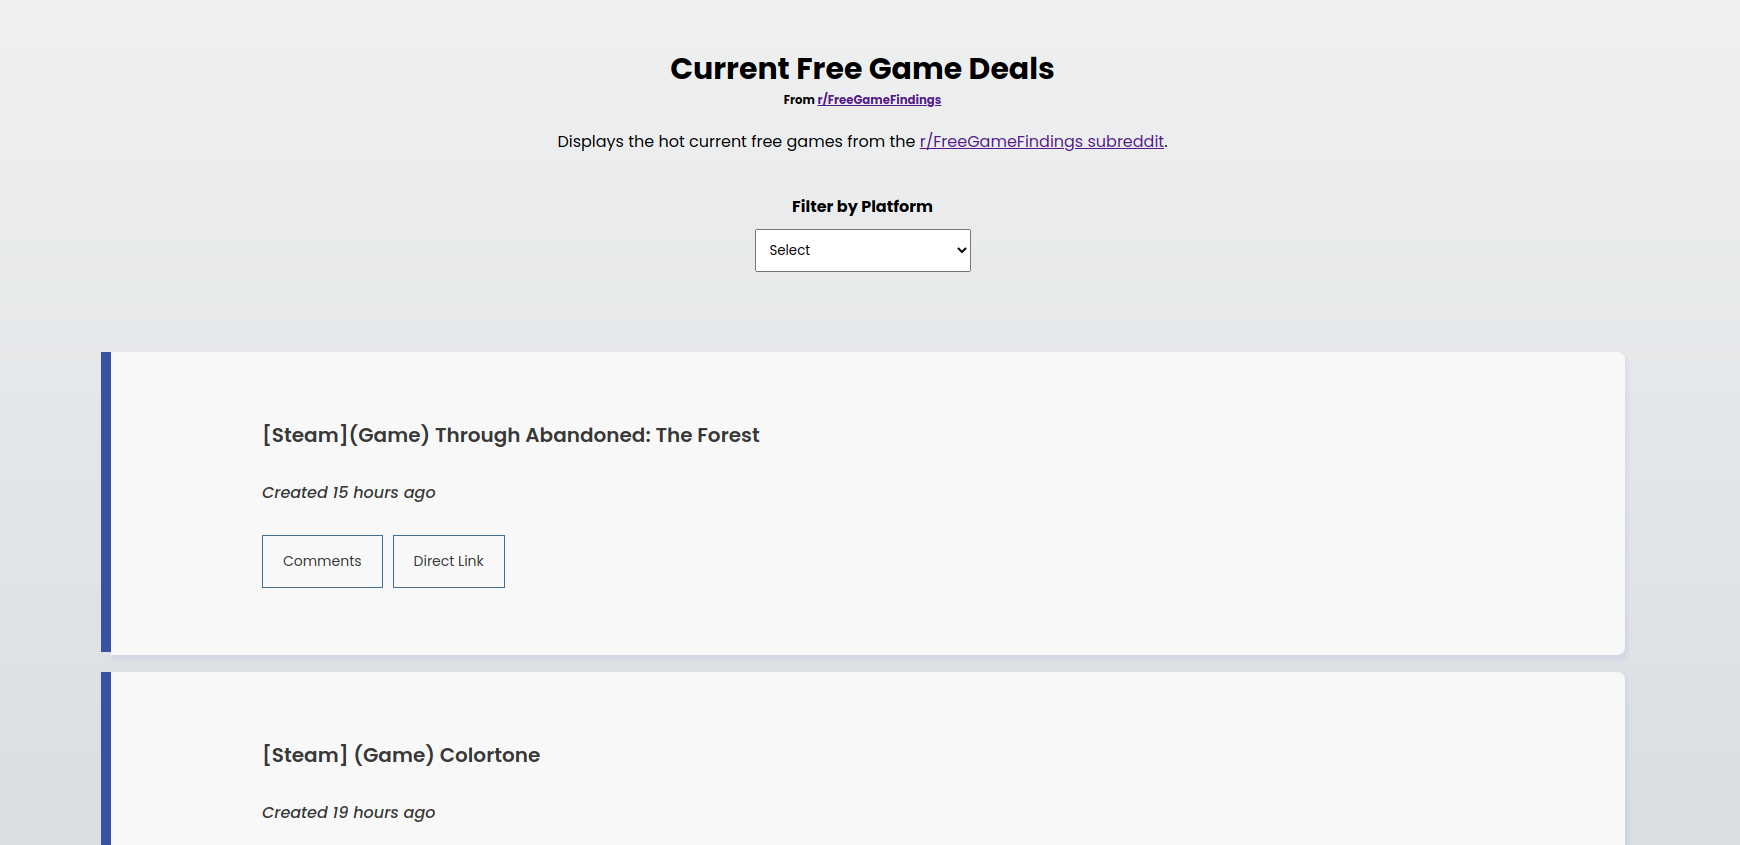 Current Free Game Deals
From r/FreeGameFindings
Displays the hot current free games from the r/FreeGameFindings subreddit.
Filter by Platform
Select
[Steam](Game) Through Abandoned: The Forest
Created 15 hours ago
Comments
Direct Link
[Steam] (Game) Colortone
Created 19 hours ago